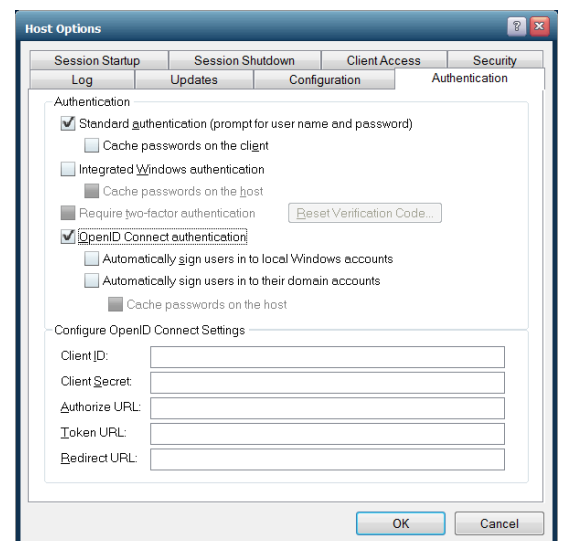 Host Options
Session Startup Session Shutdown Client Access Security
Log Updates Configuration Authentication
Authentication
Standard authentication (prompt for user name and password)
Cache passwords on the client
Integrated Windows authentication
Cache passwords on the host
Require two-factor authentication Reset Verification Code...
OpenID Connect authentication
Automatically sign users in to local Windows accounts
Automatically sign users in to their domain accounts
Cache passwords on the host
Configure OpenID Connect Settings
Client ID:
Client Secret:
Authorize URL:
Token URL:
Redirect URL:
OK Cancel